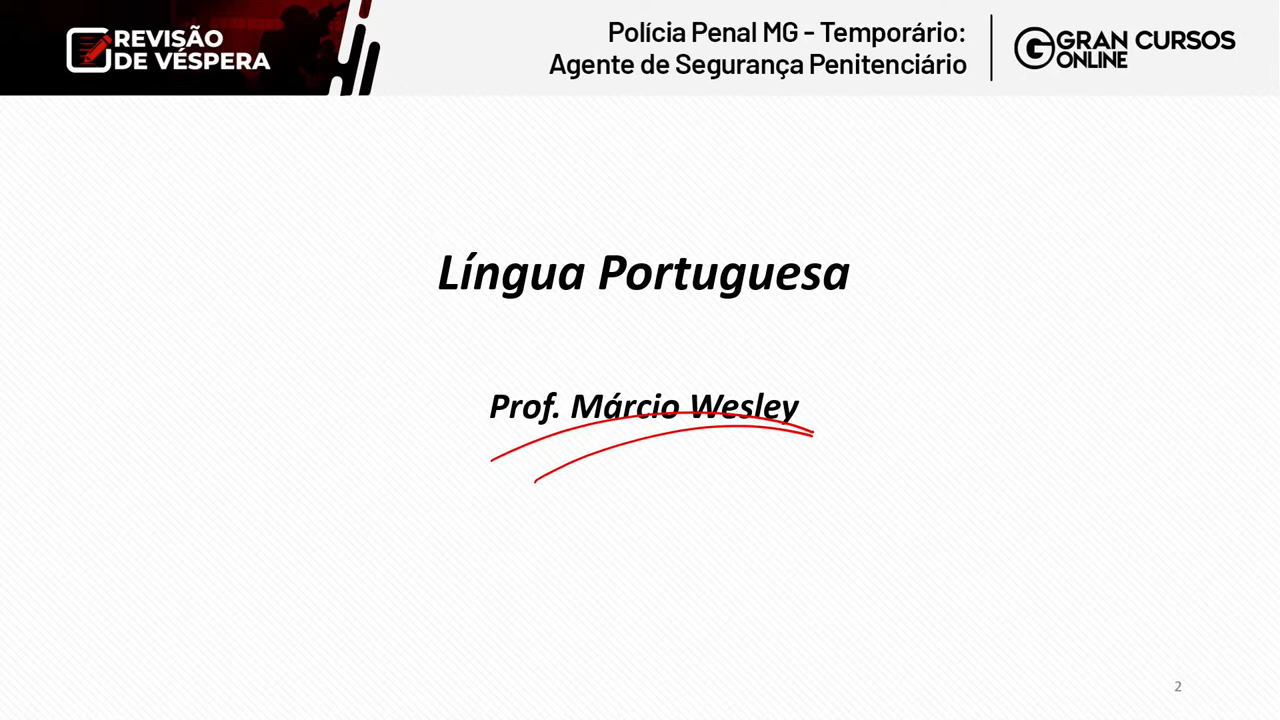 REVISÃO
DE VÉSPERA
Polícia Penal MG - Temporário:
Agente de Segurança Penitenciário
G
GRAN CURSOS
ONLINE
Língua Portuguesa
Prof. Márcio Wesley
2